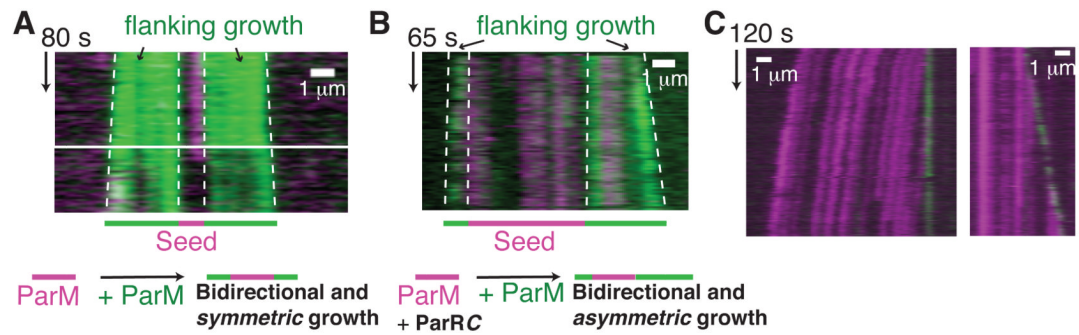 A
80 s
flanking growth
1 μm
Seed
ParM
+ ParM
Bidirectional and
symmetric growth
B
65 s
flanking growth
1 μm
Seed
ParM
+ ParRC
+ ParM
Bidirectional and
asymmetric growth
C
120 s
1 μm
1 μm